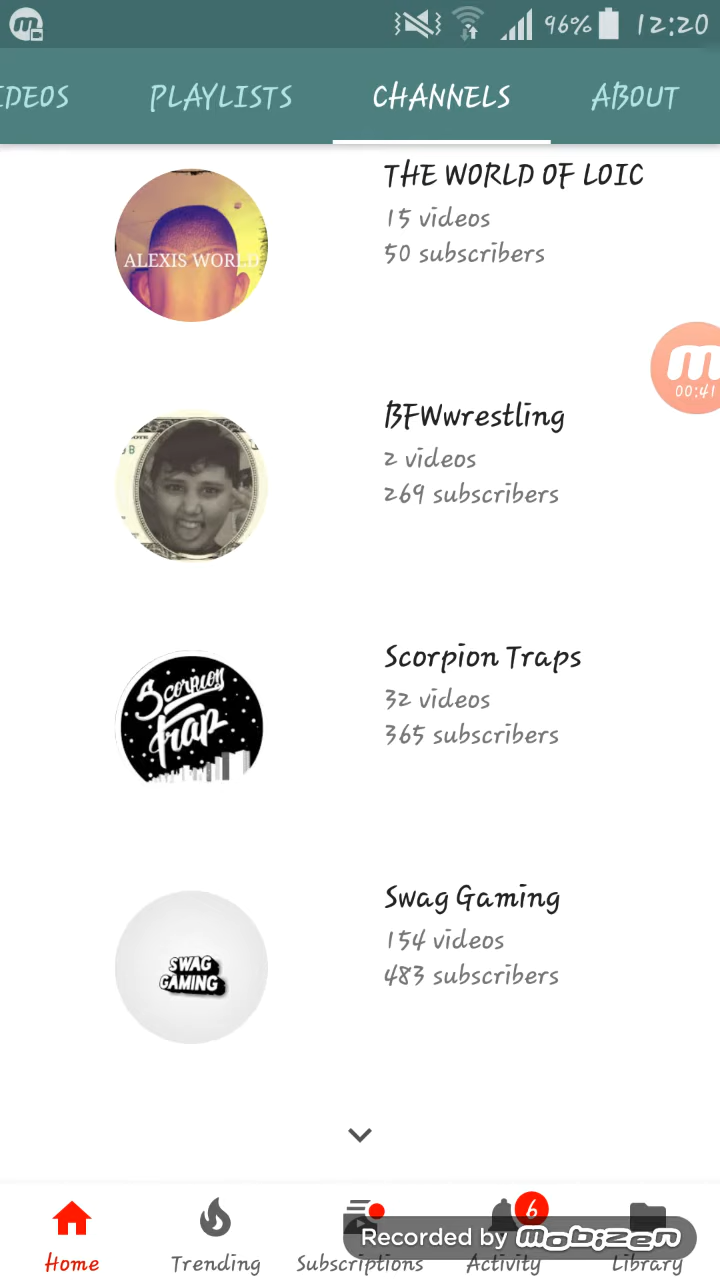 96% 12:20
IDEOS PLAYLISTS CHANNELS ABOUT
THE WORLD OF LOIC
15 videos
50 subscribers
ALEXIS WORLD
m
00:41
BFWwrestling
2 videos
269 subscribers
Scorpion Traps
32 videos
365 subscribers
Scorpion
Trap
Swag Gaming
154 videos
483 subscribers
SWAG
GAMING
6
Recorded by mobizen
Home Trending Subscriptions Activity Library